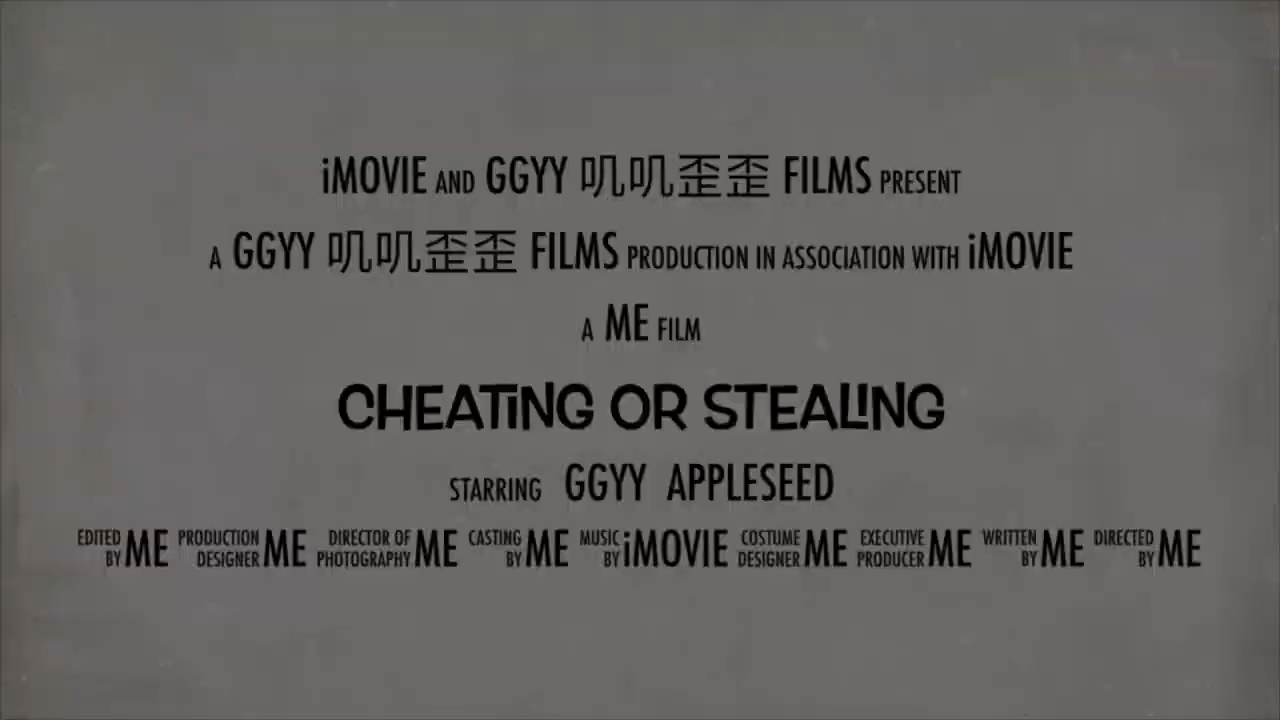 iMOVIE AND GGYY 叽叽歪歪 FILMS PRESENT
A GGYY 叽叽歪歪 FILMS PRODUCTION IN ASSOCIATION WITH iMOVIE
A ME FILM
CHEATING OR STEALING
STARRING GGYY APPLESEED
EDITED BY ME PRODUCTION DESIGNER ME DIRECTOR OF PHOTOGRAPHY ME CASTING BY ME MUSIC BY iMOVIE COSTUME DESIGNER ME EXECUTIVE PRODUCER ME WRITTEN BY ME DIRECTED BY ME